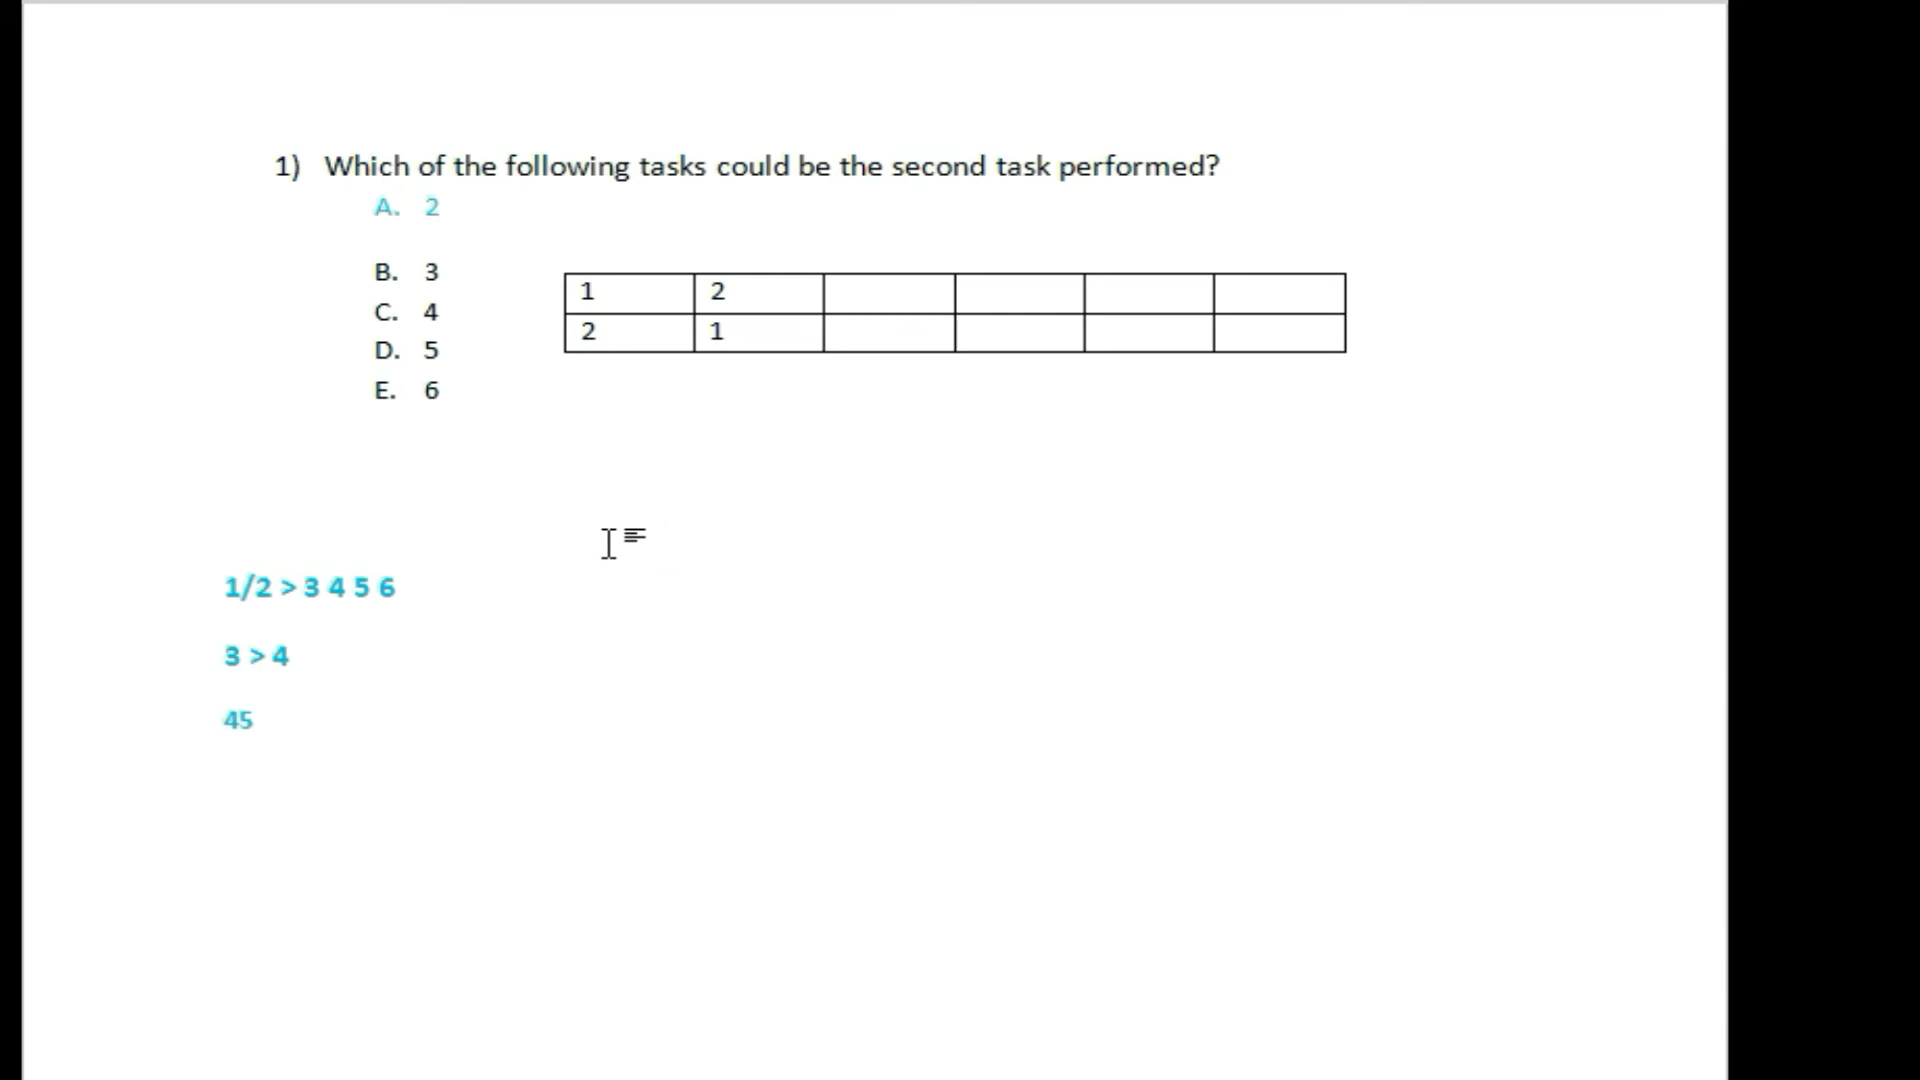 1) Which of the following tasks could be the second task performed?
A. 2
B. 3
C. 4
D. 5
E. 6
1 2
2 1
1/2 > 3 4 5 6
3 > 4
45